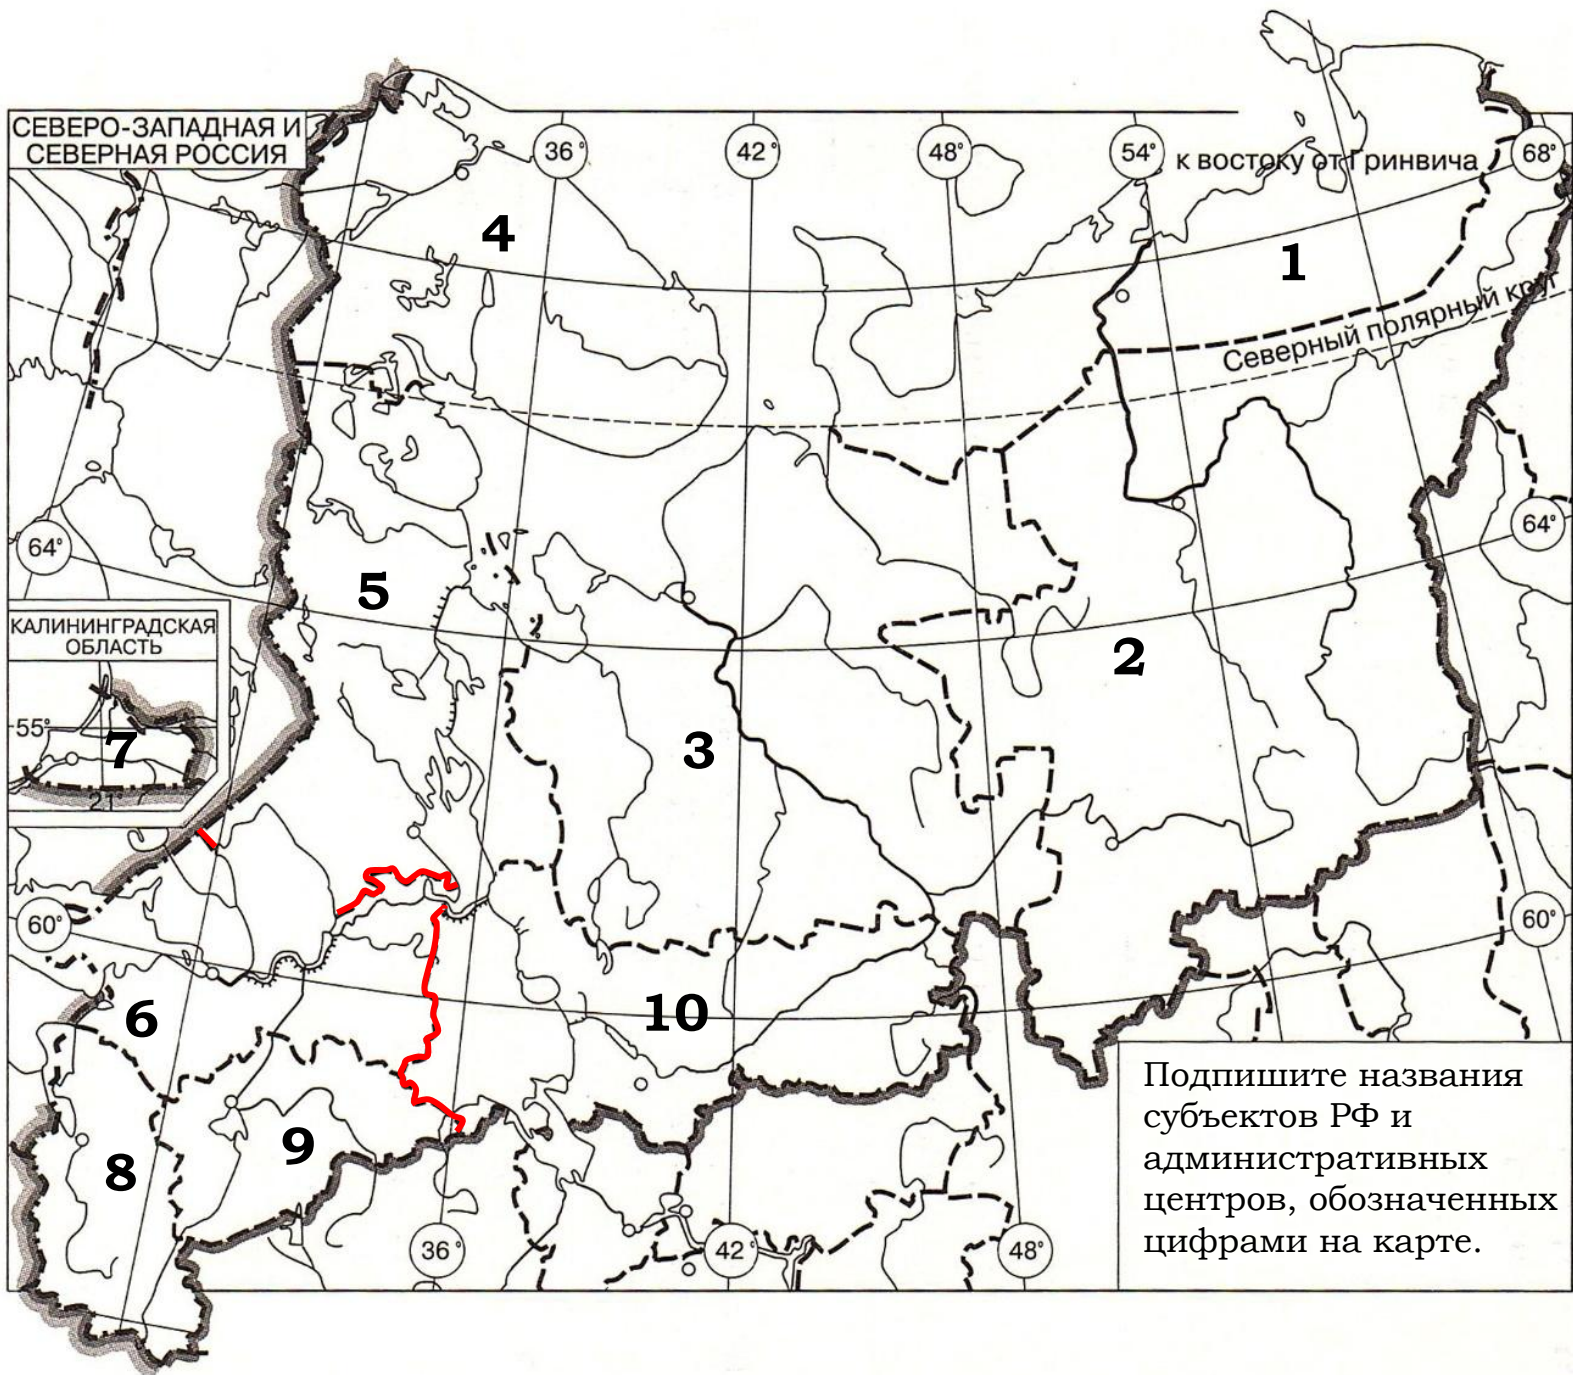 СЕВЕРО-ЗАПАДНАЯ И
СЕВЕРНАЯ РОССИЯ
36°
42°
48°
54°
к востоку от Гринвича
68°
4
1
Северный полярный круг
64°
64°
5
КАЛИНИНГРАДСКАЯ
ОБЛАСТЬ
2
55°
7
3
21°
60°
60°
6
10
8
9
36°
42°
48°
Подпишите названия
субъектов РФ и
административных
центров, обозначенных
цифрами на карте.